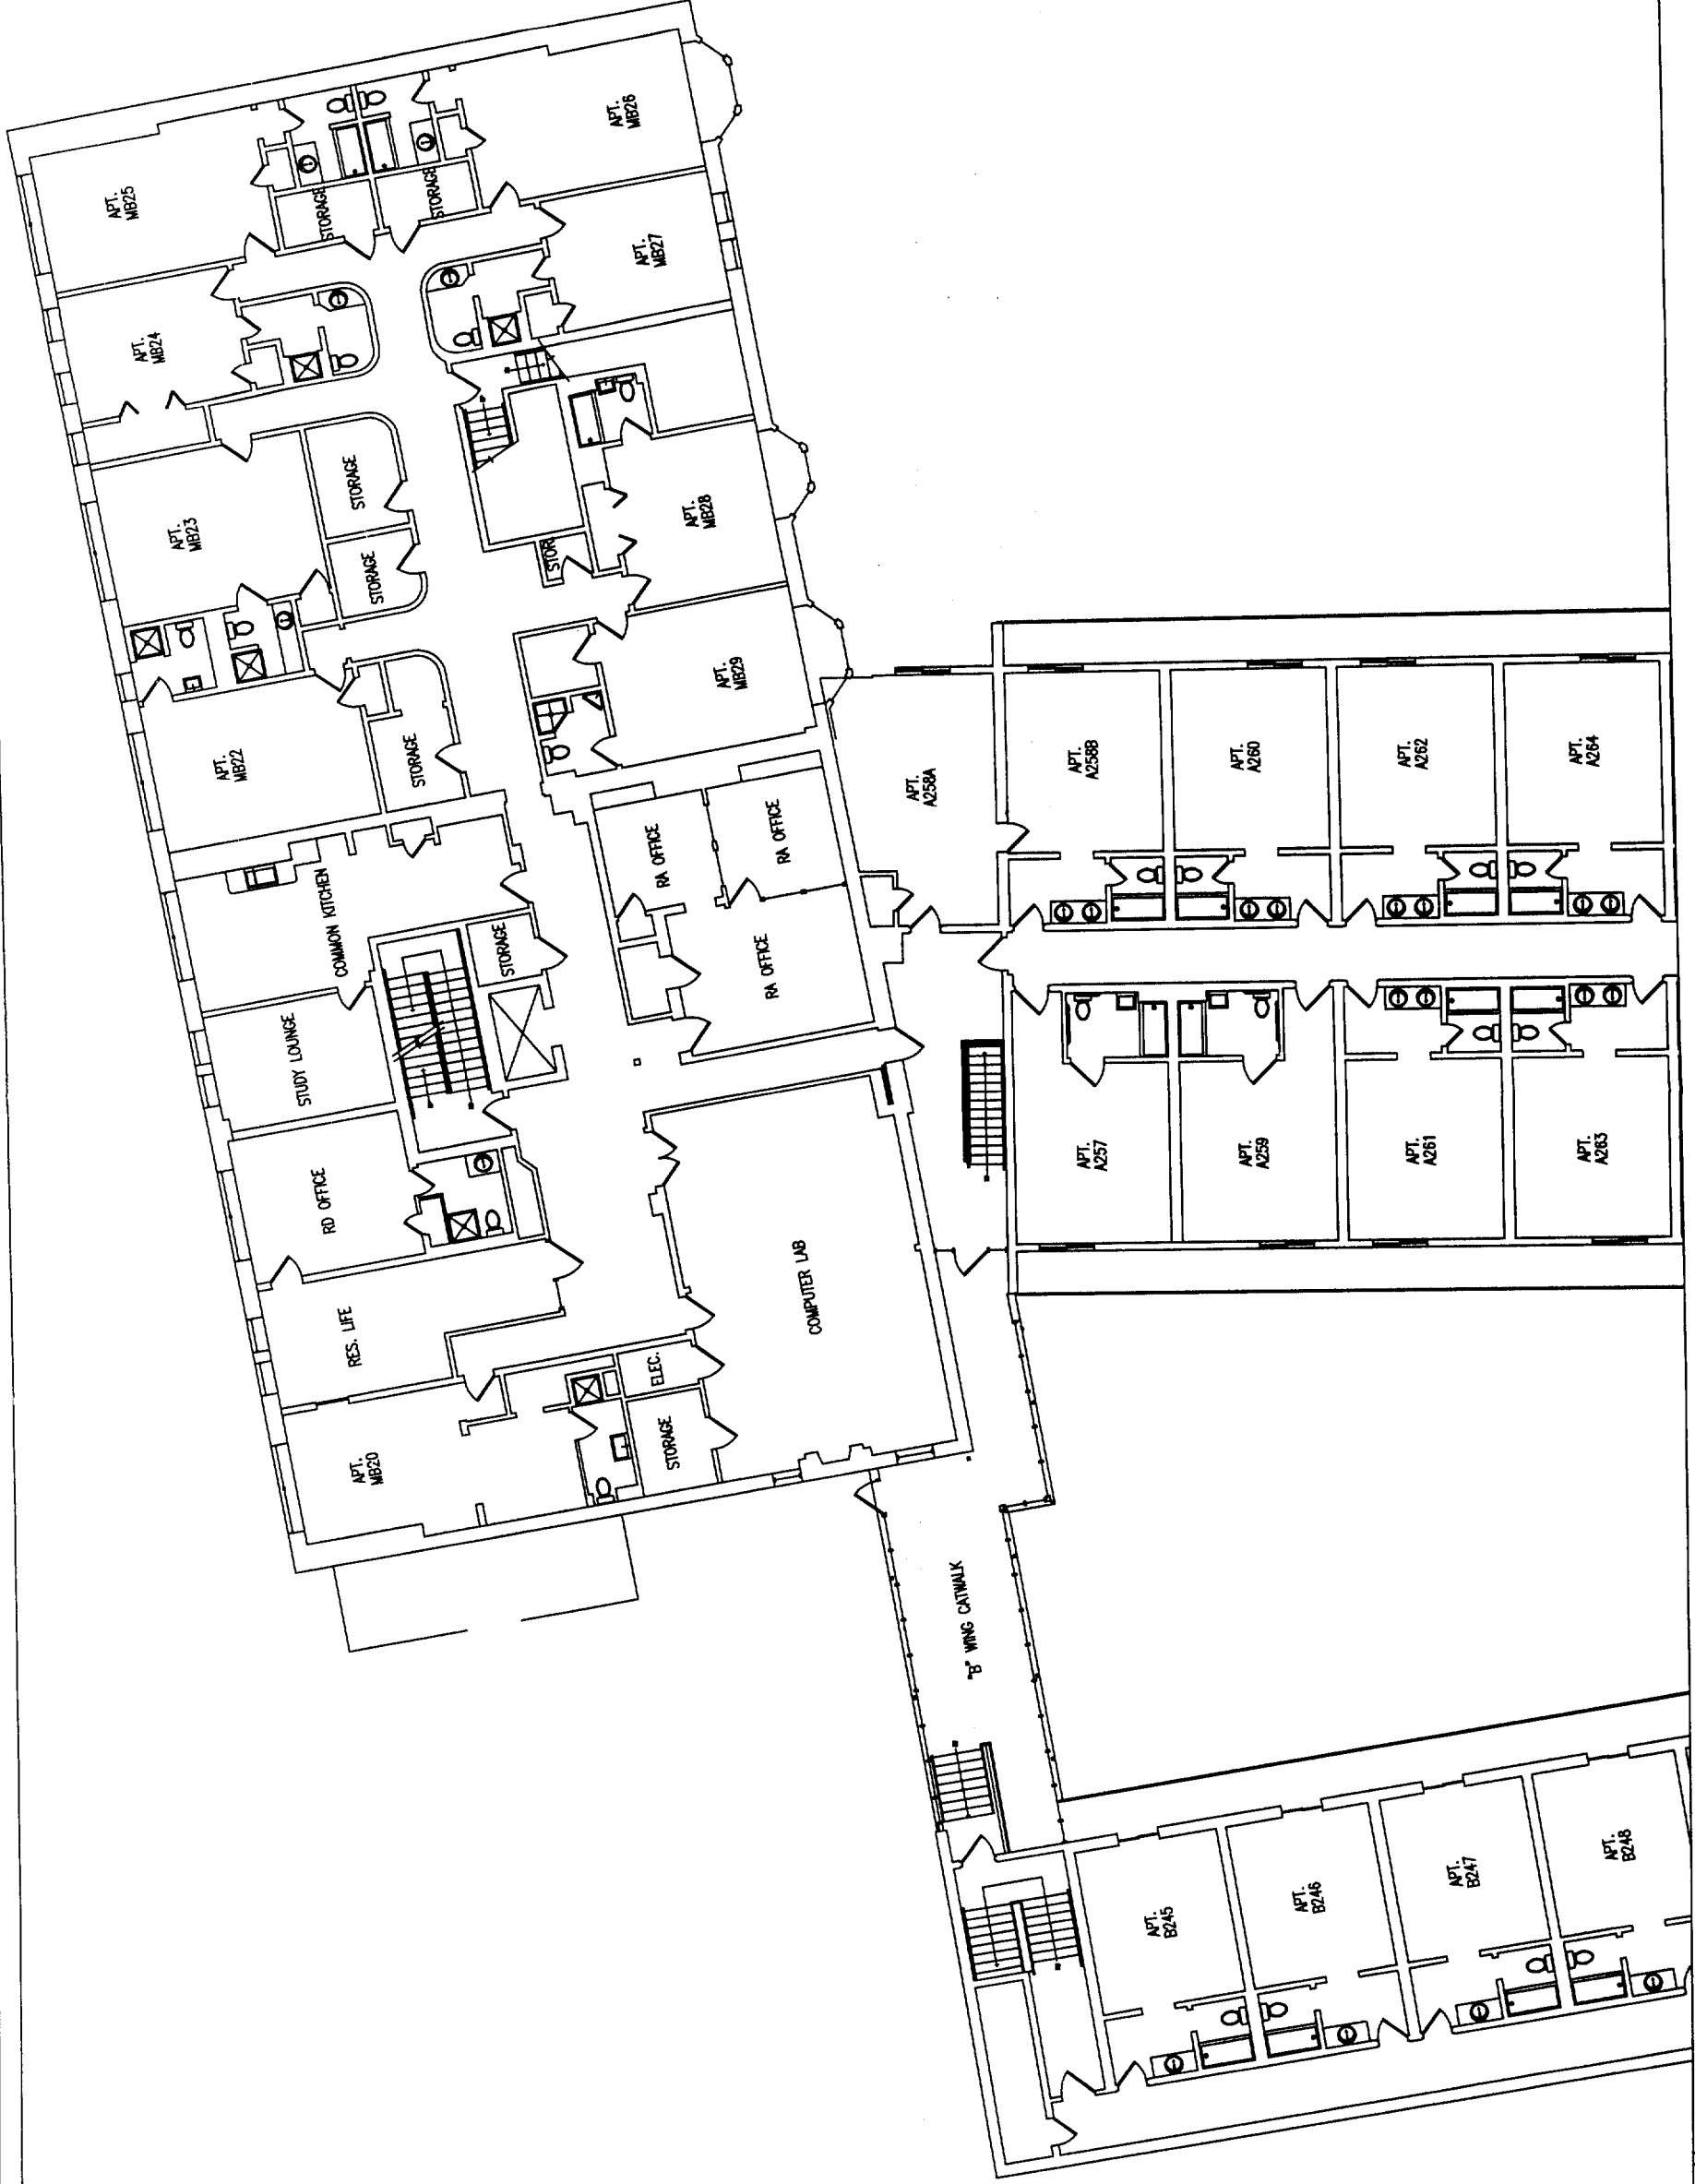 APT.
MB26
APT.
MB25
STORAGE
STORAGE
APT.
MB27
APT.
MB24
STORAGE
APT.
MB23
APT.
MB28
STOR
STORAGE
APT.
MB29
APT.
MB22
STORAGE
RA OFFICE
RA OFFICE
APT.
A258A
APT.
A258B
APT.
A260
APT.
A262
APT.
A264
COMMON KITCHEN
STORAGE
RA OFFICE
STUDY LOUNGE
RD OFFICE
APT.
A257
APT.
A259
APT.
A261
APT.
A263
COMPUTER LAB
RES. LIFE
ELEC.
STORAGE
APT.
MB20
"B" WING CATWALK
APT.
B245
APT.
B246
APT.
B247
APT.
B248